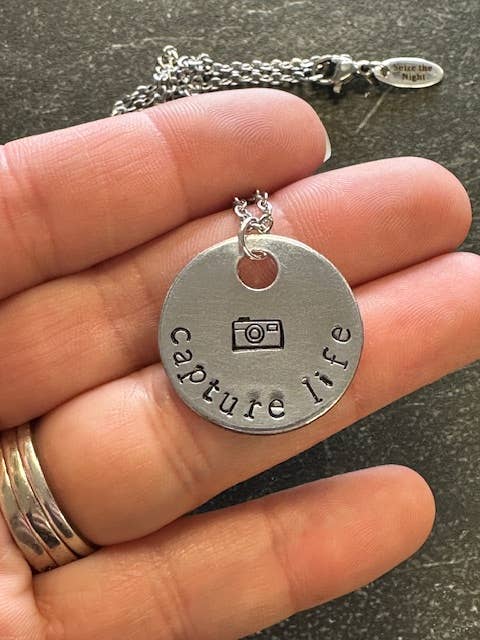 Seize the
Night
capture life